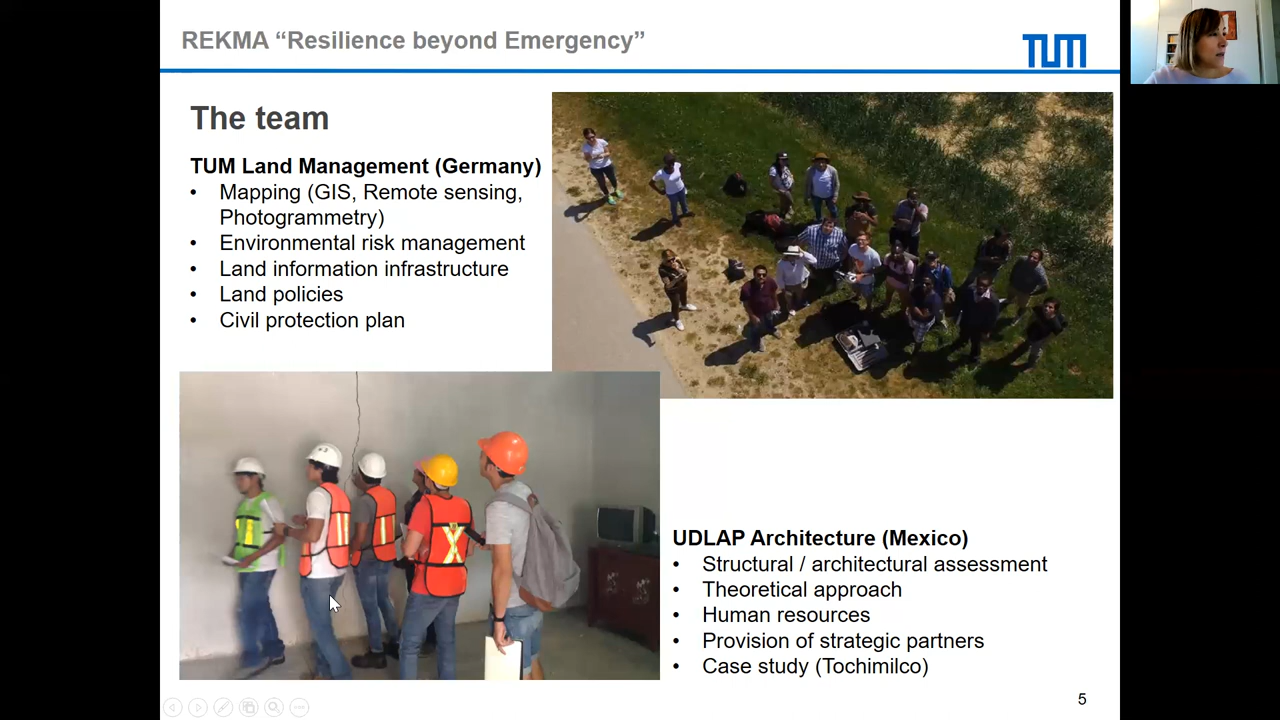 REKMA “Resilience beyond Emergency”
TUM
The team
TUM Land Management (Germany)
• Mapping (GIS, Remote sensing,
Photogrammetry)
• Environmental risk management
• Land information infrastructure
• Land policies
• Civil protection plan
UDLAP Architecture (Mexico)
• Structural / architectural assessment
• Theoretical approach
• Human resources
• Provision of strategic partners
• Case study (Tochimilco)
5